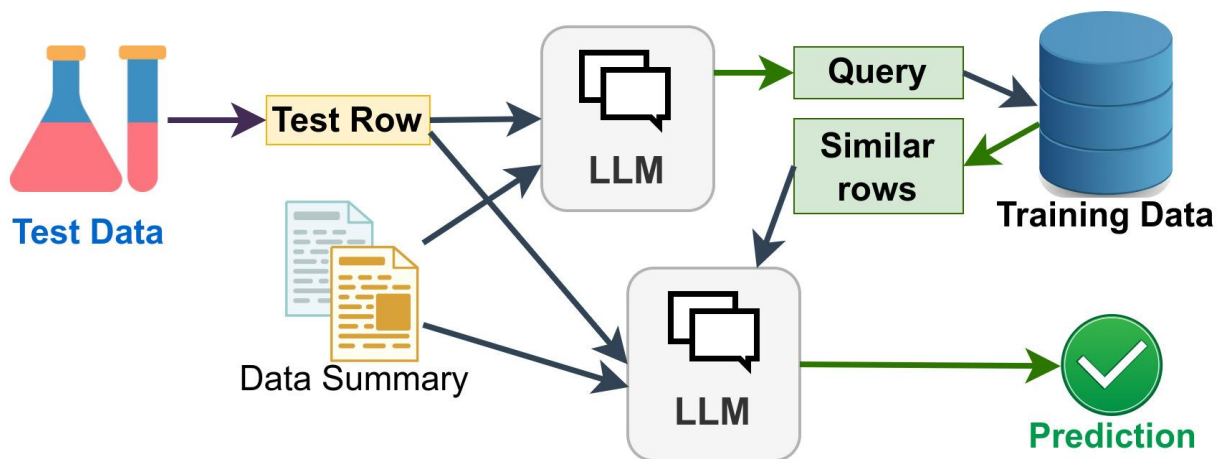 Test Data
Test Row
Data Summary
LLM
Query
Similar
rows
Training Data
LLM
Prediction